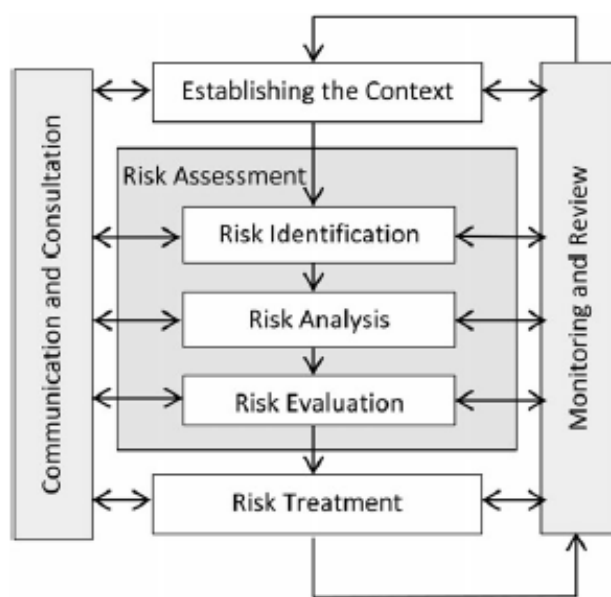 Establishing the Context
Communication and Consultation
Risk Assessment
Risk Identification
Risk Analysis
Risk Evaluation
Monitoring and Review
Risk Treatment